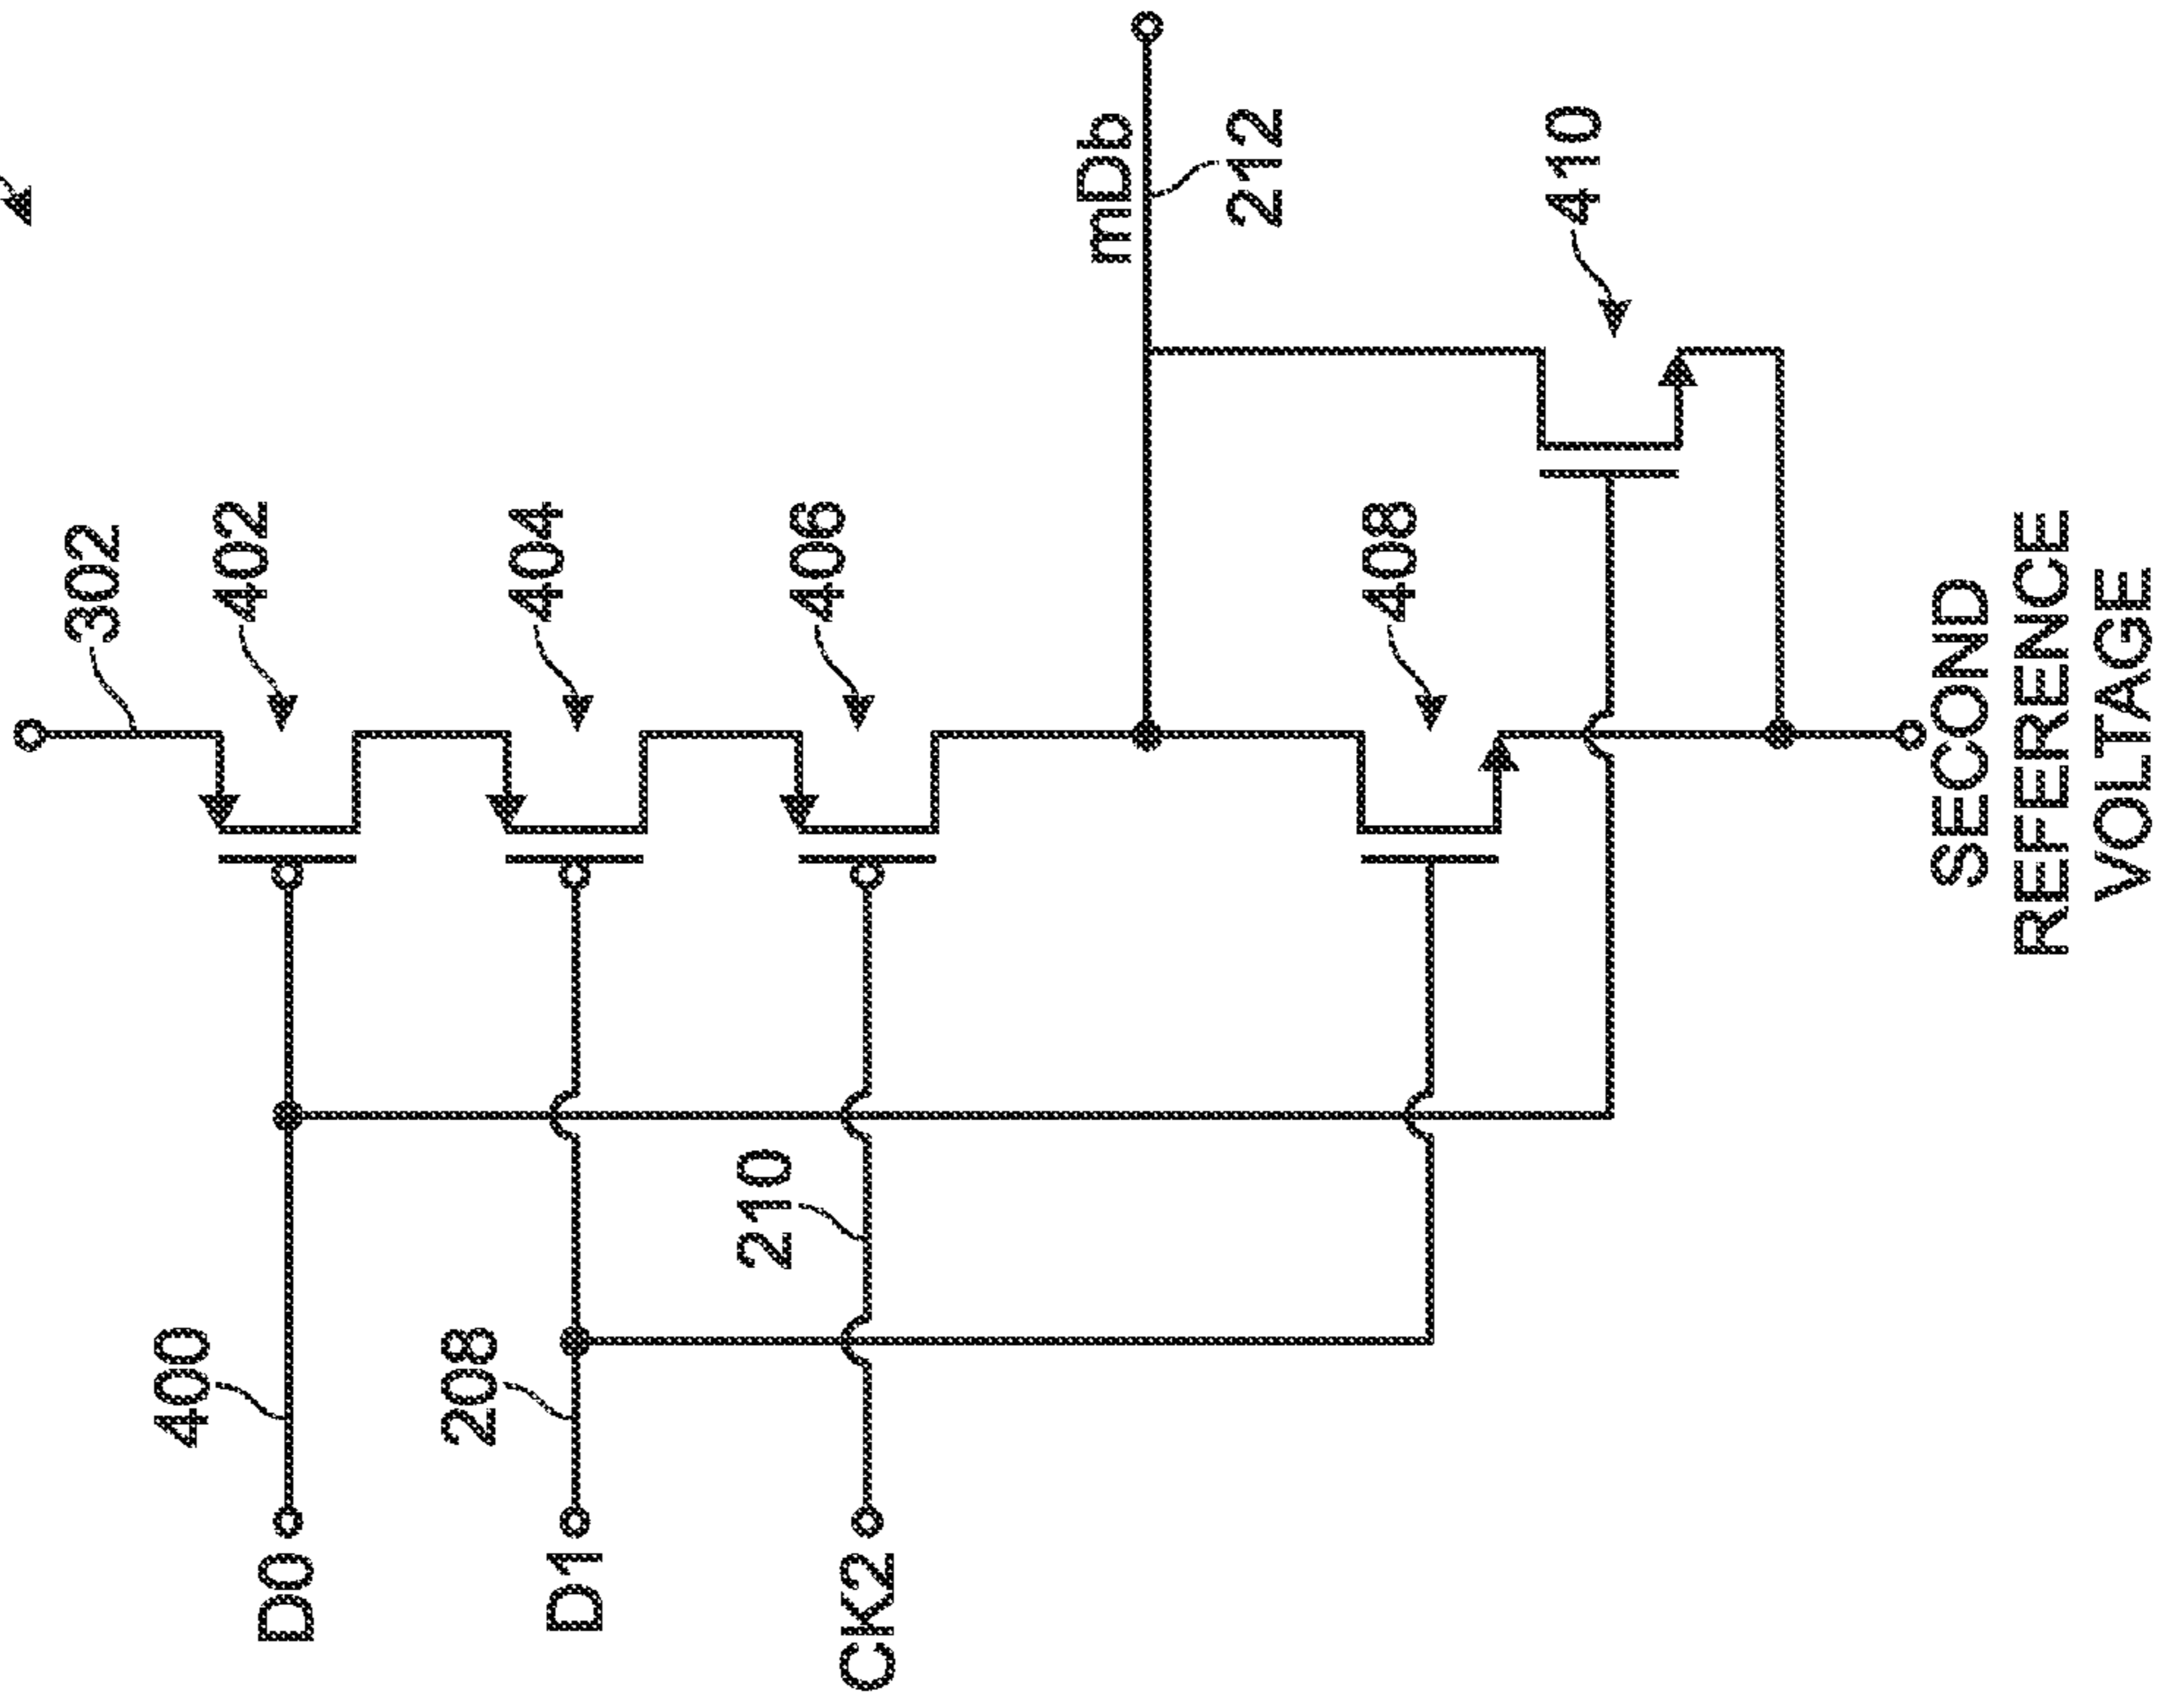 302
402
404
406
mDb
212
408
410
400
208
210
D0
D1
CK2
SECOND
REFERENCE
VOLTAGE